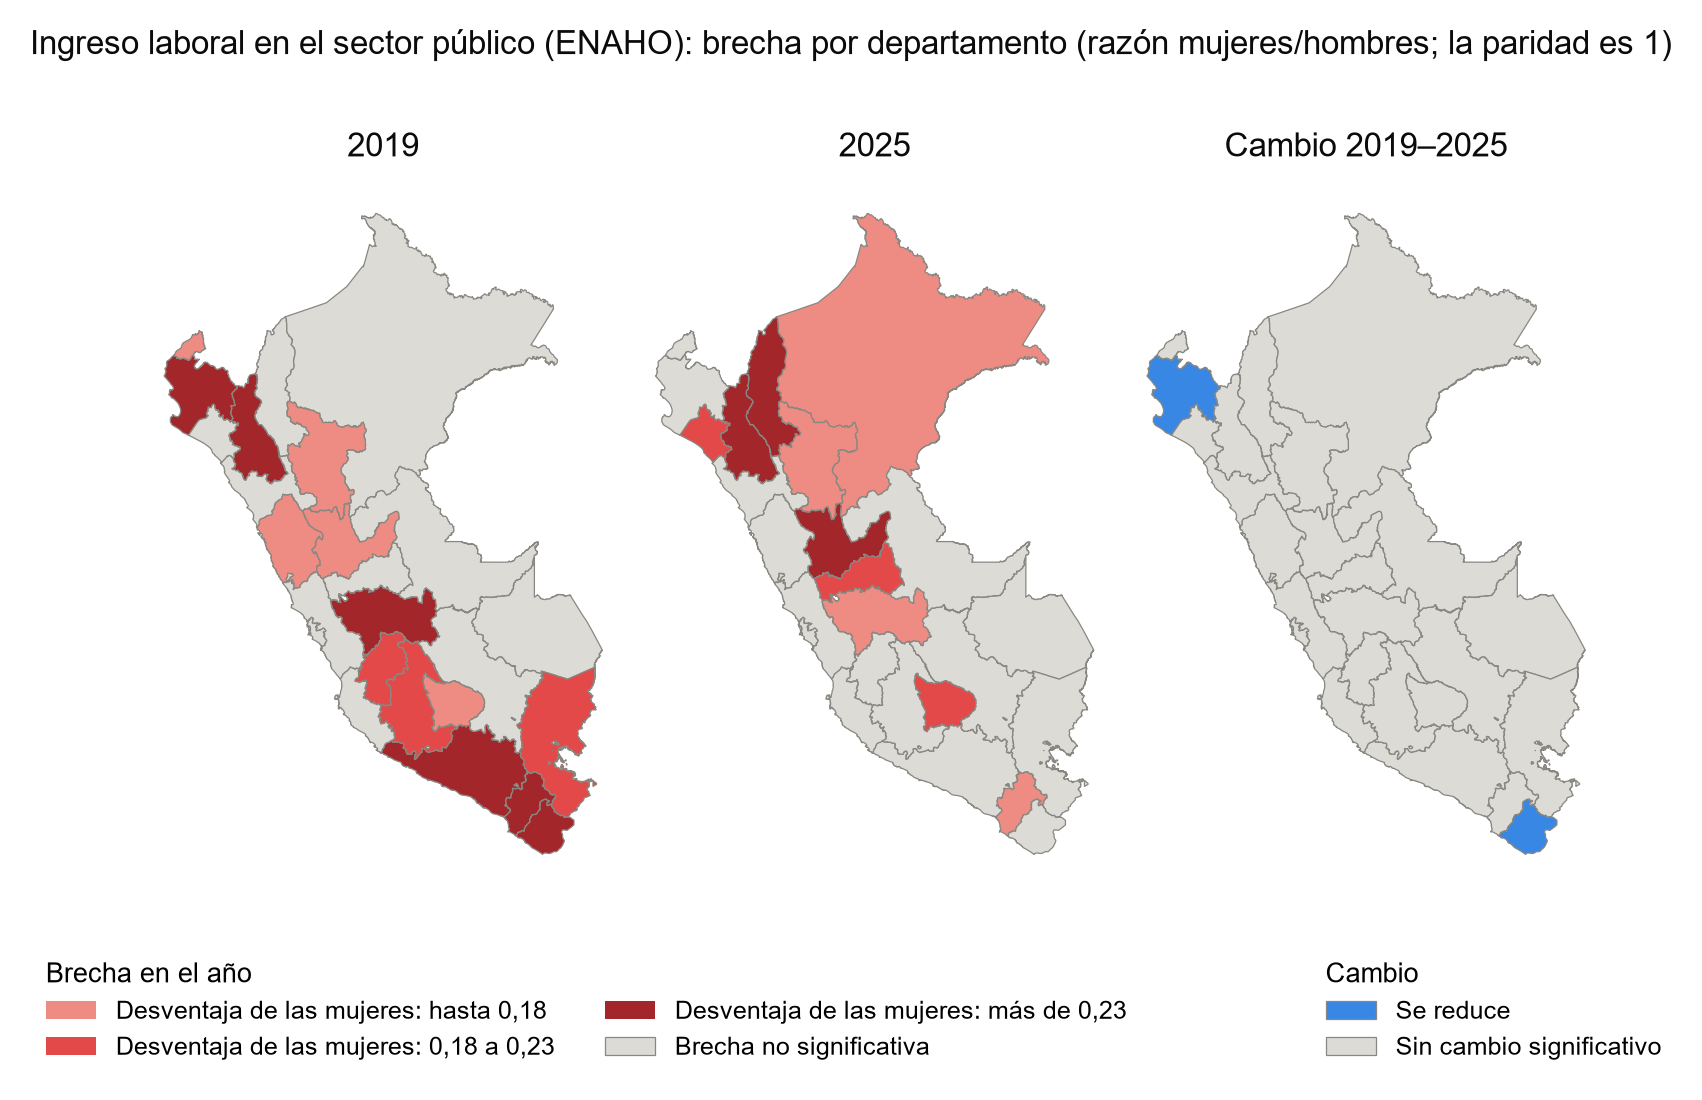 Ingreso laboral en el sector público (ENAHO): brecha por departamento (razón mujeres/hombres; la paridad es 1)
2019
2025
Cambio 2019–2025
Brecha en el año
Desventaja de las mujeres: hasta 0,18
Desventaja de las mujeres: 0,18 a 0,23
Desventaja de las mujeres: más de 0,23
Brecha no significativa
Cambio
Se reduce
Sin cambio significativo